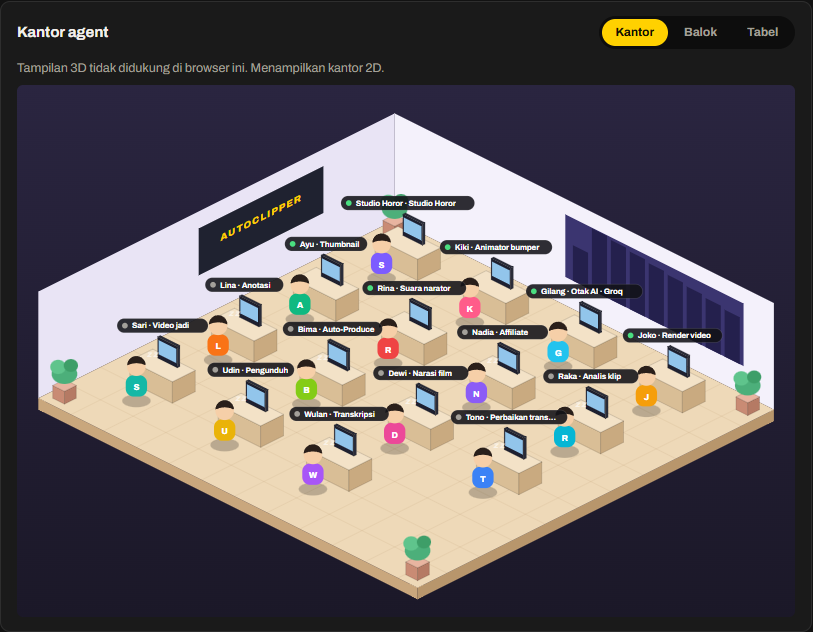 Kantor agent
Kantor
Balok
Tabel
Tampilan 3D tidak didukung di browser ini. Menampilkan kantor 2D.
AUTOCLIPPER
Studio Horor · Studio Horor
Ayu · Thumbnail
Kiki · Animator bumper
S
Lina · Anotasi
Rina · Suara narator
Gilang · Otak AI · Groq
A
K
Sari · Video jadi
Bima · Auto-Produce
Nadia · Affiliate
Joko · Render video
L
R
G
Udin · Pengunduh
Dewi · Narasi film
Raka · Analis klip
S
B
N
J
Wulan · Transkripsi
Tono · Perbaikan trans...
U
D
R
W
T